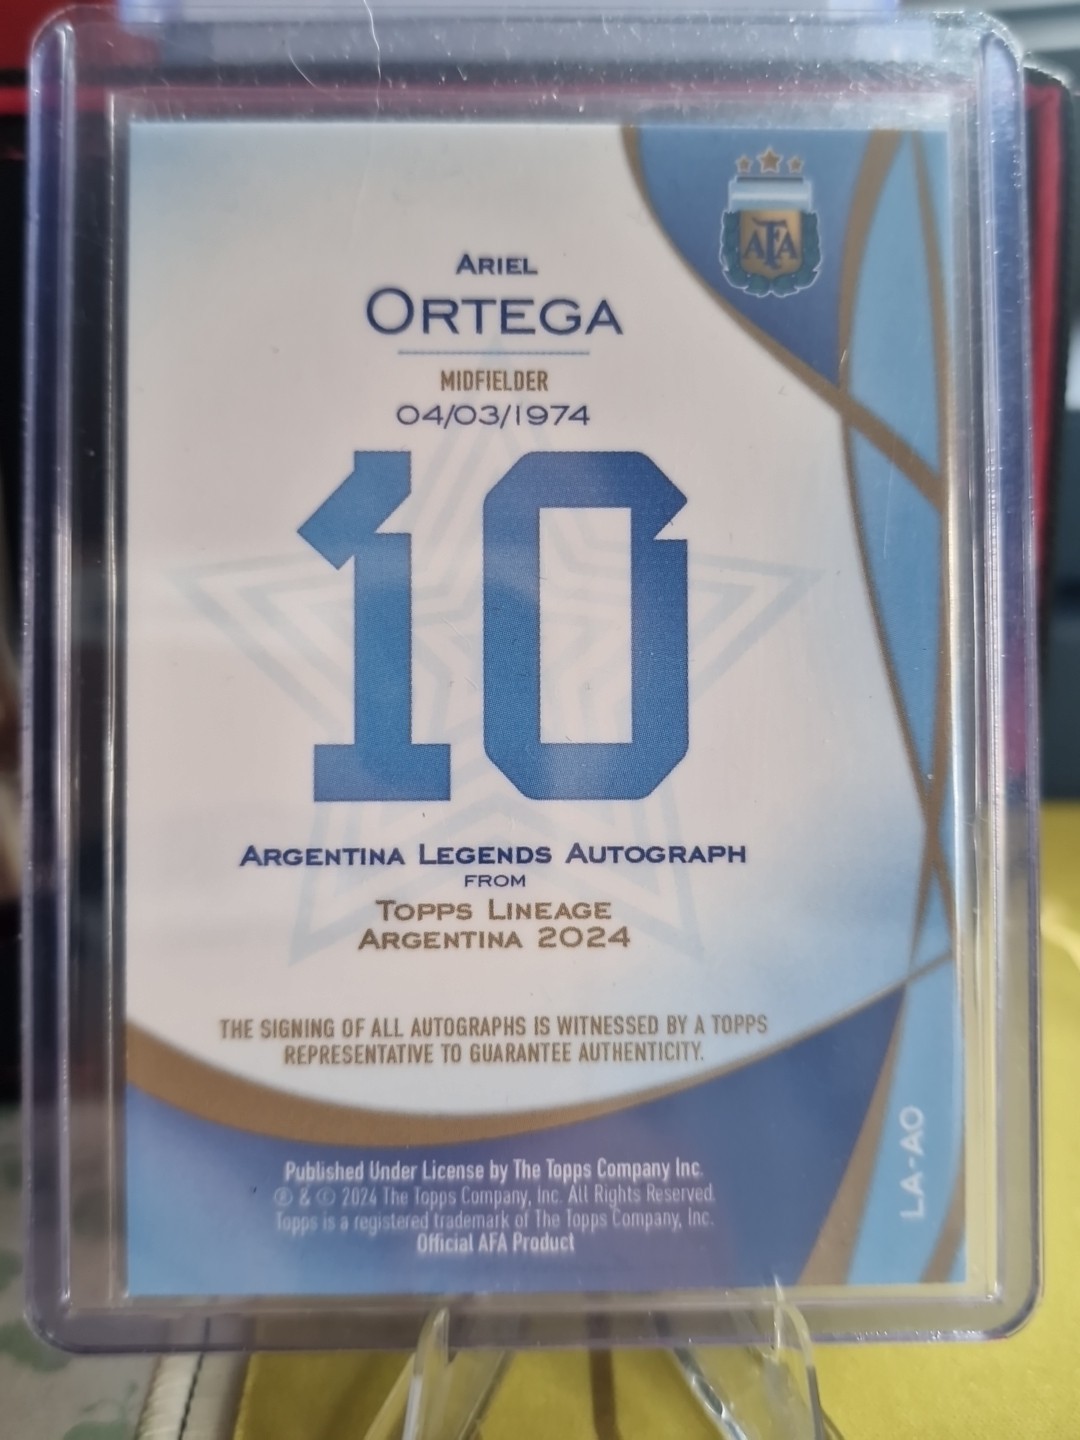 AFA
ARIEL
ORTEGA
MIDFIELDER
04/03/1974
10
ARGENTINA LEGENDS AUTOGRAPH
FROM
TOPPS LINEAGE
ARGENTINA 2024
THE SIGNING OF ALL AUTOGRAPHS IS WITNESSED BY A TOPPS
REPRESENTATIVE TO GUARANTEE AUTHENTICITY.
Published Under License by The Topps Company Inc.
® & © 2024 The Topps Company, Inc. All Rights Reserved.
Topps is a registered trademark of The Topps Company, Inc.
Official AFA Product
LA-AO